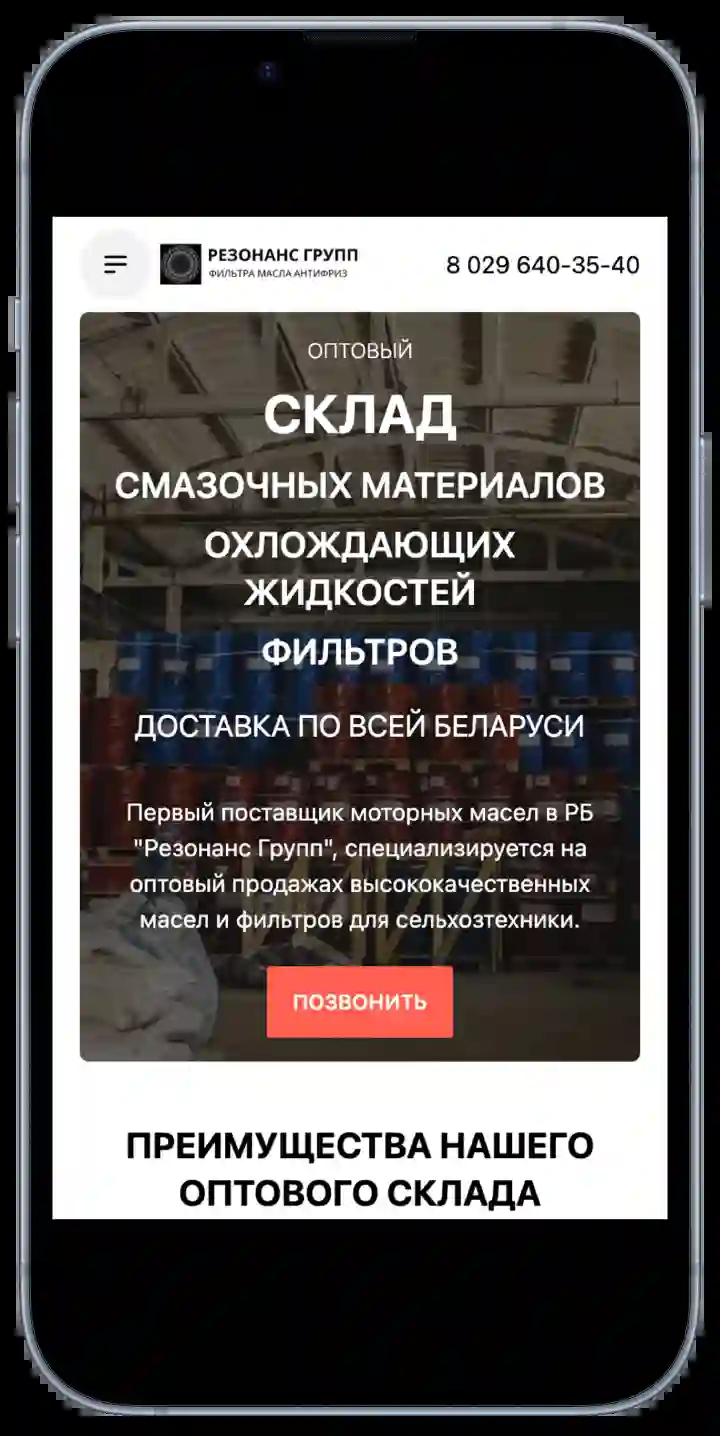 РЕЗОНАНС ГРУПП
ФИЛЬТРА МАСЛА АНТИФРИЗ
8 029 640-35-40
ОПТОВЫЙ
СКЛАД
СМАЗОЧНЫХ МАТЕРИАЛОВ
ОХЛОЖДАЮЩИХ
ЖИДКОСТЕЙ
ФИЛЬТРОВ
ДОСТАВКА ПО ВСЕЙ БЕЛАРУСИ
Первый поставщик моторных масел в РБ
"Резонанс Групп", специализируется на
оптовый продажах высококачественных
масел и фильтров для сельхозтехники.
ПОЗВОНИТЬ
ПРЕИМУЩЕСТВА НАШЕГО
ОПТОВОГО СКЛАДА